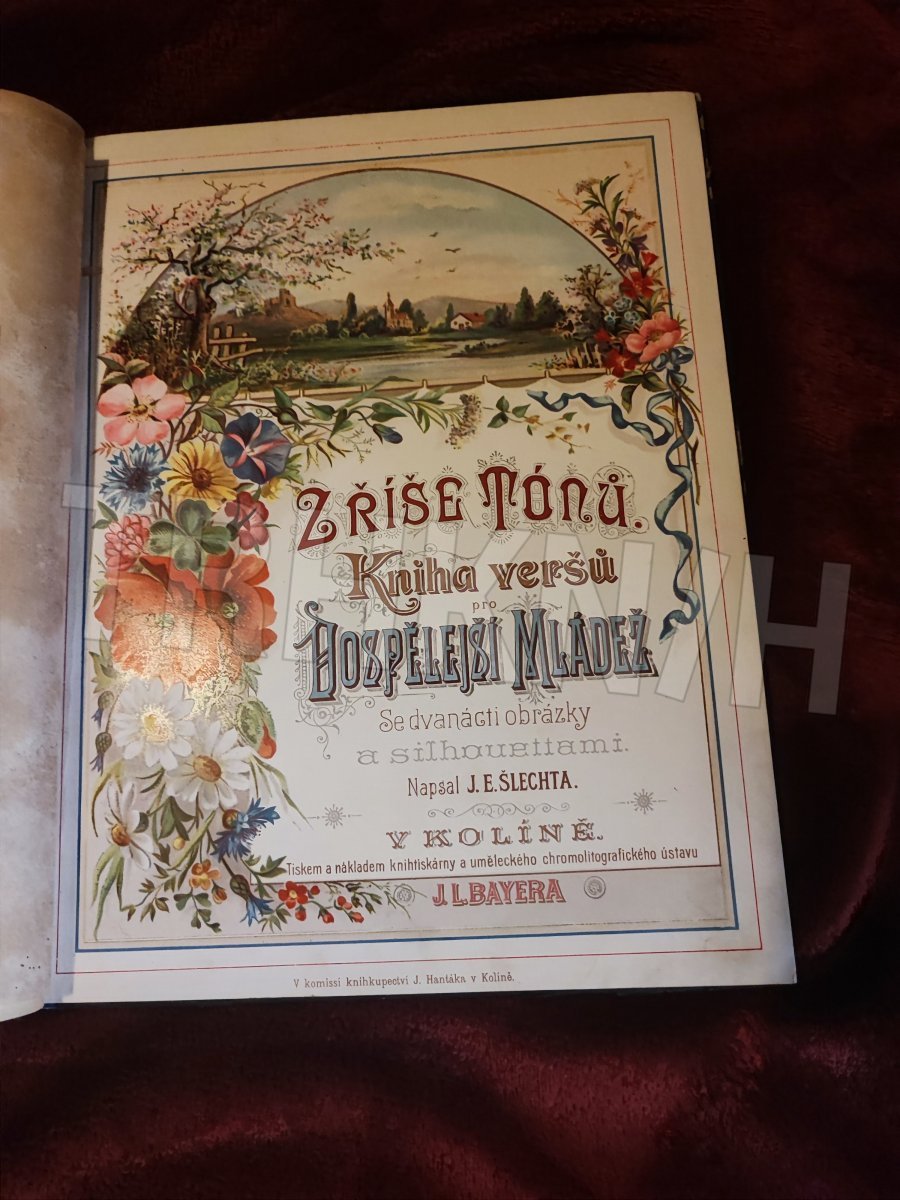 Z ŘÍŠE TÓNŮ.
Kniha veršů
pro
DOSPĚLEJŠÍ MLÁDEŽ
Se dvanácti obrázky
a silhouettami.
Napsal J. E. ŠLECHTA.
V KOLÍNĚ.
Tiskem a nákladem knihtiskárny a uměleckého chromolitografického ústavu
J. L. BAYERA
V komissí knihkupectví J. Hantáka v Kolíně.